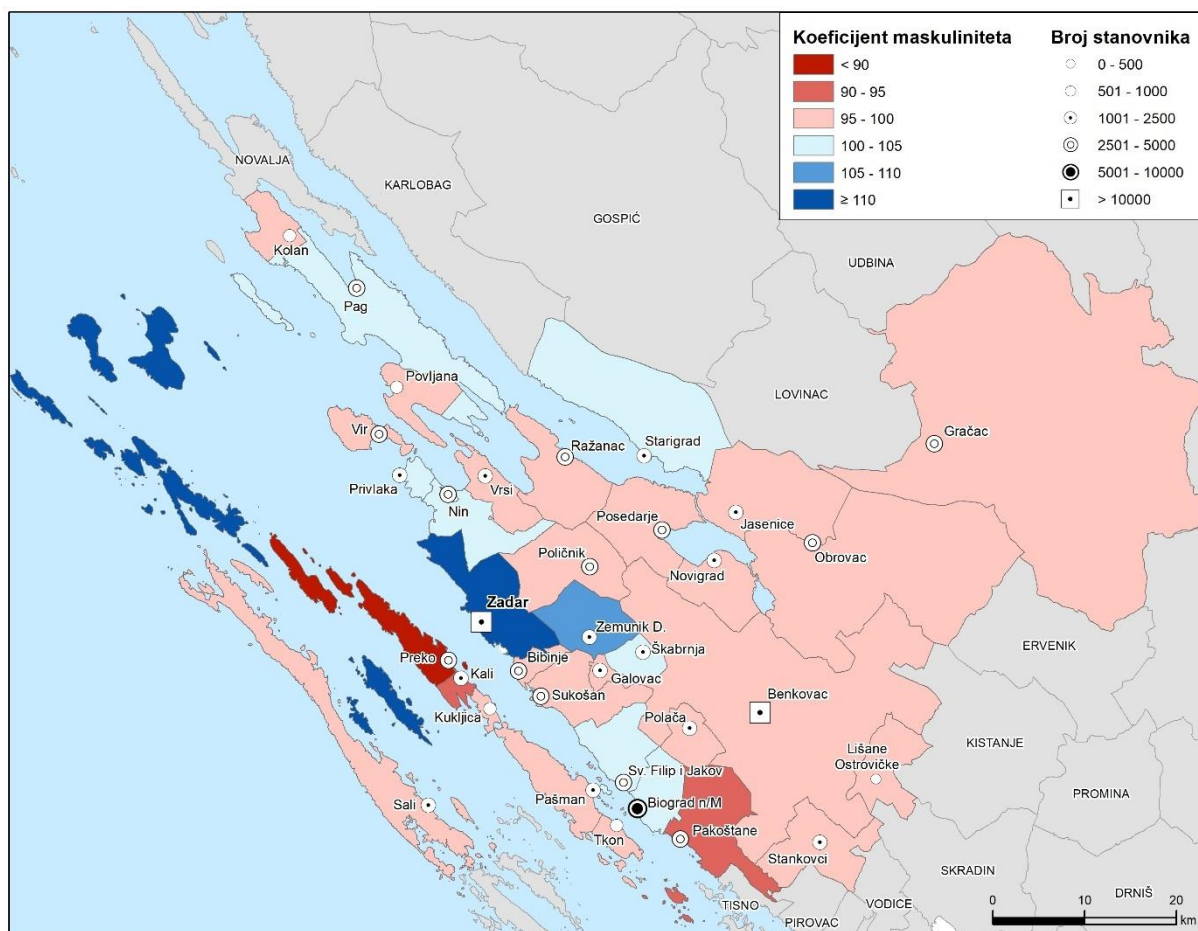 Koeficijent maskuliniteta
< 90
90 - 95
95 - 100
100 - 105
105 - 110
≥ 110
Broj stanovnika
0 - 500
501 - 1000
1001 - 2500
2501 - 5000
5001 - 10000
> 10000
NOVALJA
KARLOBAG
GOSPIĆ
UDBINA
Kolan
Pag
LOVINAC
Povljana
Vir
Ražanac
Starigrad
Gračac
Privlaka
Vrsi
Nin
Posedarje
Jasenice
Obrovac
Poličnik
Novigrad
Zadar
Zemunik D.
Škabrnja
ERVENIK
Preko
Bibinje
Kali
Galovac
Sukošan
Benkovac
Kukljica
Polača
KISTANJE
Lišane
Ostrovičke
Sv. Filip i Jakov
Pašman
Biograd n/M
PROMINA
Sali
Pakoštane
Tkon
Stankovci
SKRADIN
DRNIŠ
TISNO
VODICE
PIROVAC
0 10 20
km